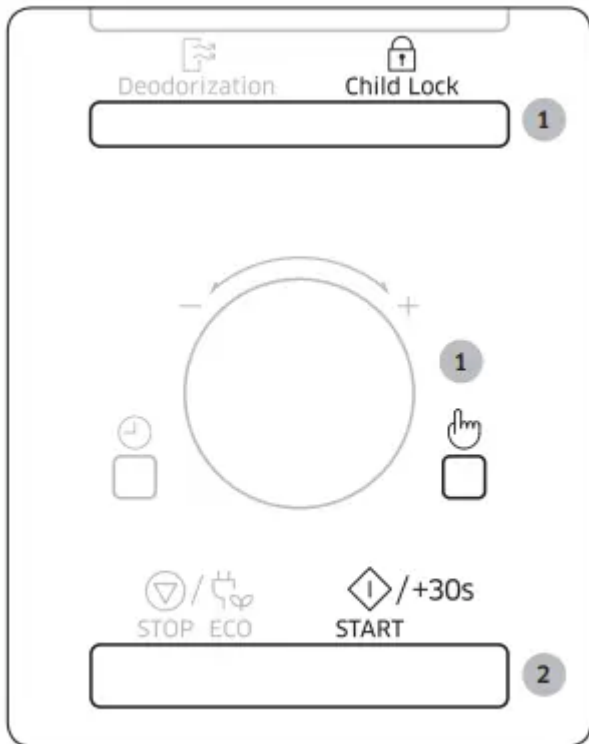 Deodorization Child Lock
1
− +
1
/ / +30s
STOP ECO START
2